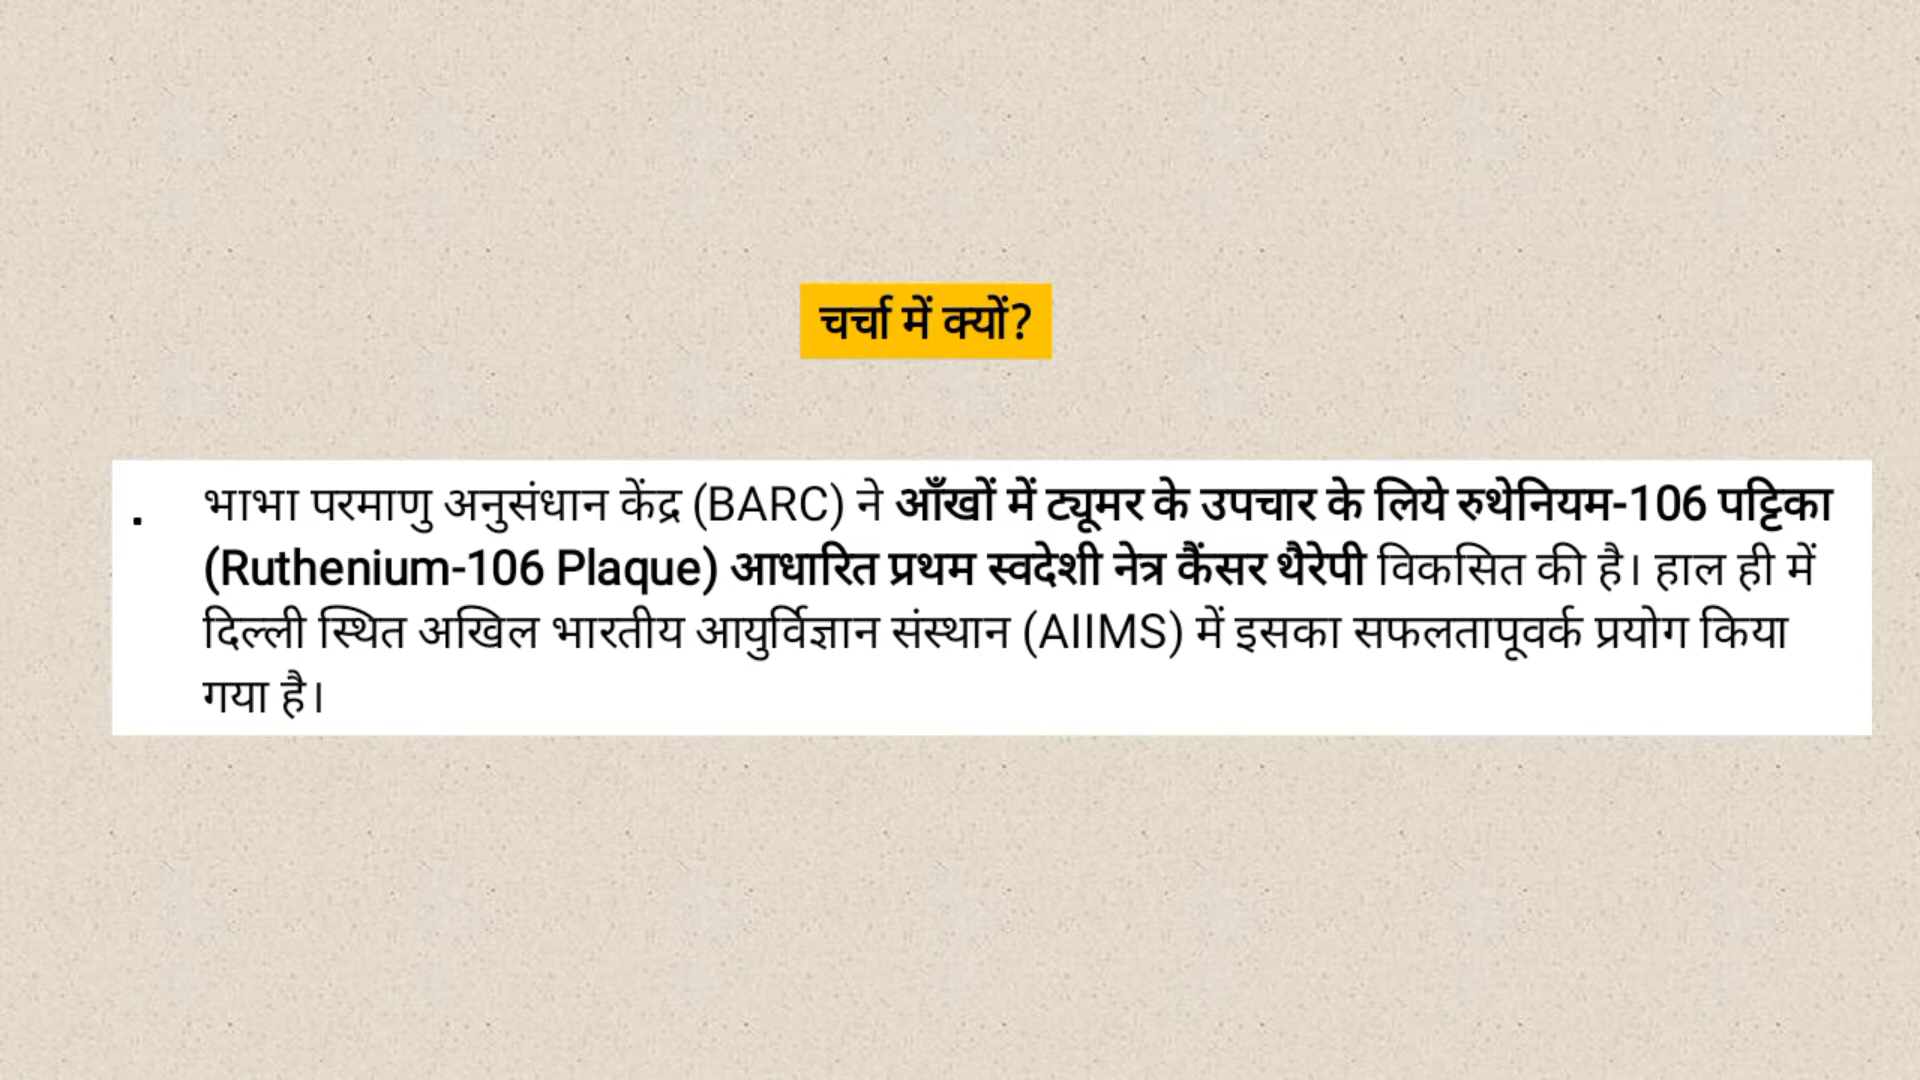 चर्चा में क्यों?
भाभा परमाणु अनुसंधान केंद्र (BARC) ने आँखों में ट्यूमर के उपचार के लिये रुथेनियम-106 पट्टिका
(Ruthenium-106 Plaque) आधारित प्रथम स्वदेशी नेत्र कैंसर थैरेपी विकसित की है। हाल ही में
दिल्ली स्थित अखिल भारतीय आयुर्विज्ञान संस्थान (AIIMS) में इसका सफलतापूवर्क प्रयोग किया
गया है।